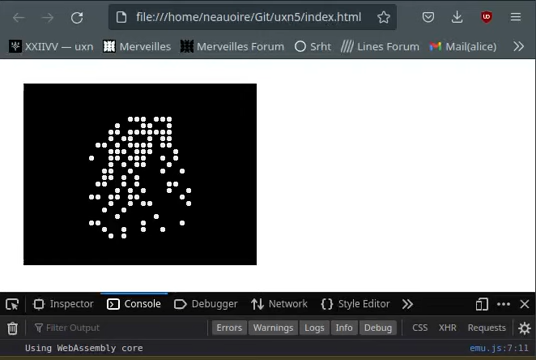 file:///home/neauoire/Git/uxn5/index.html
XXIIVV — uxn Merveilles Merveilles Forum Srht Lines Forum Mail(alice)
Inspector Console Debugger Network Style Editor
Filter Output Errors Warnings Logs Info Debug CSS XHR Requests
Using WebAssembly core emu.js:7:11